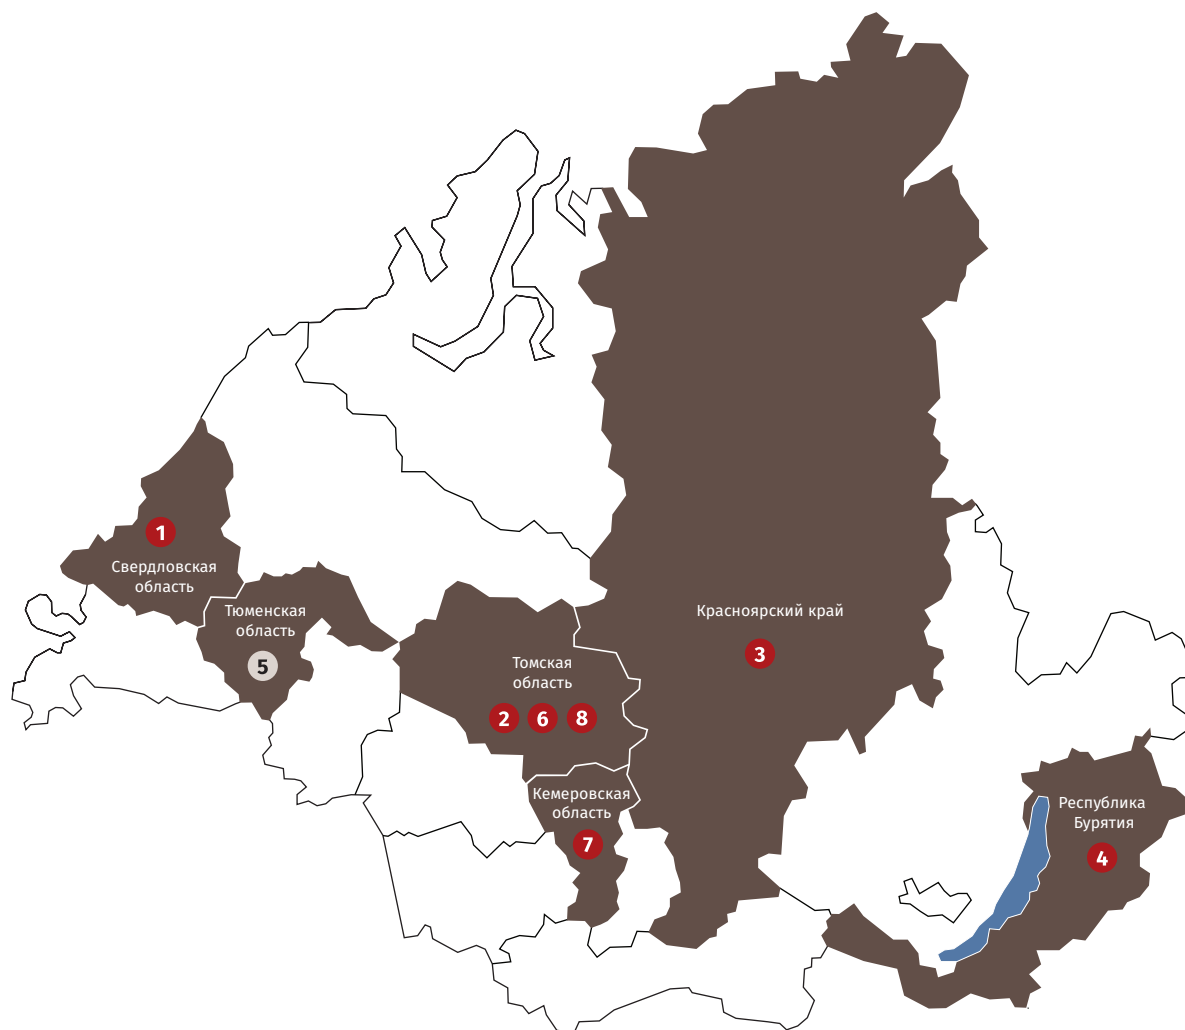 1
Свердловская
область
Тюменская
область
5
Томская
область
2 6 8
Красноярский край
3
Кемеровская
область
7
Республика
Бурятия
4